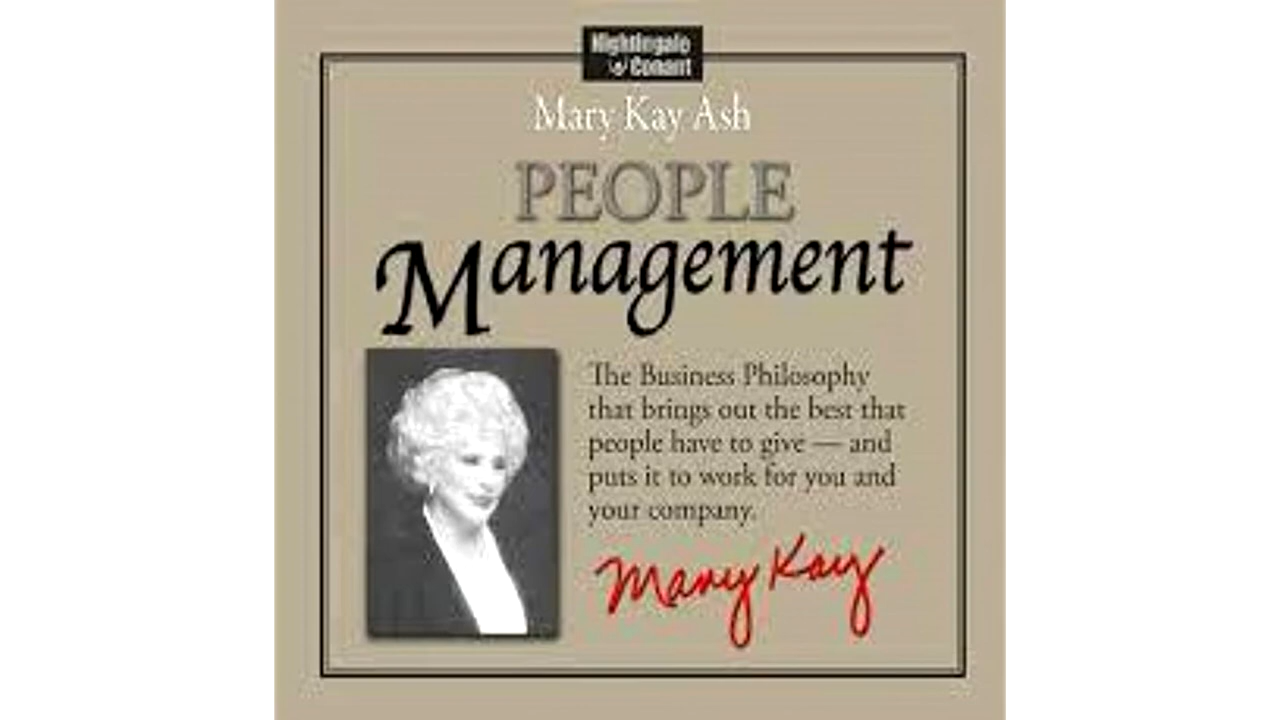 Nightingale
Conant
Mary Kay Ash
PEOPLE
Management
The Business Philosophy
that brings out the best that
people have to give — and
puts it to work for you and
your company.
Mary Kay